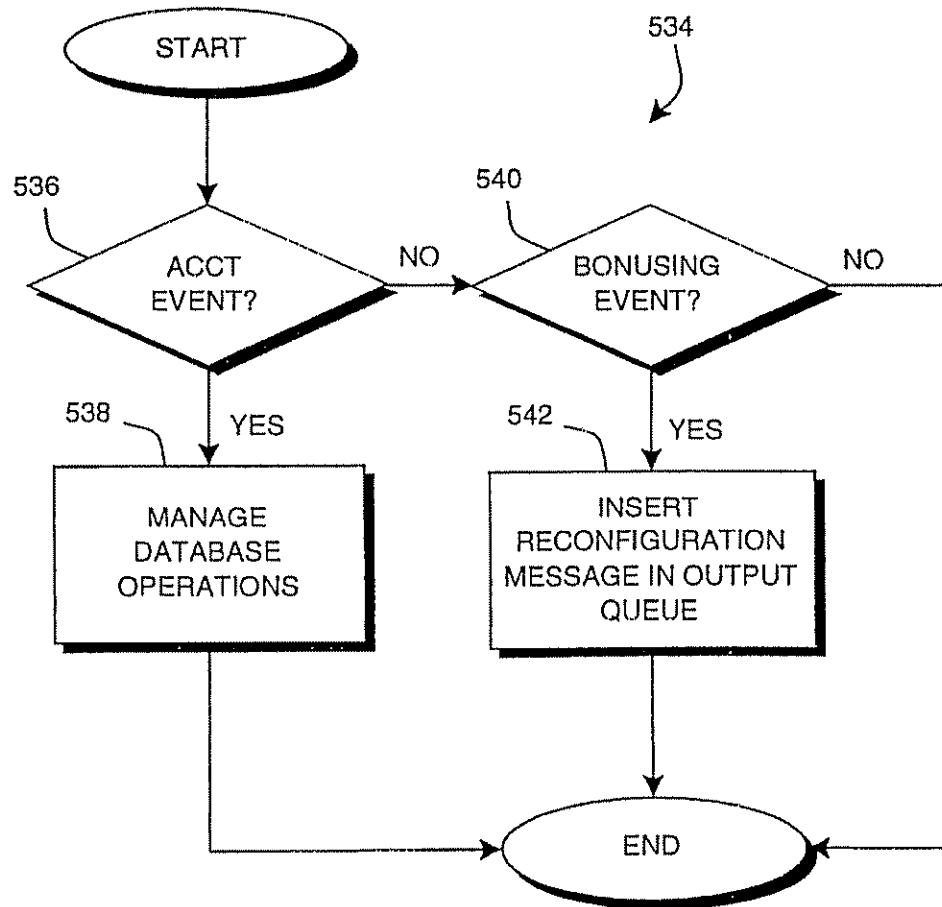 START
534
536
ACCT
EVENT?
NO
540
BONUSING
EVENT?
NO
538
YES
MANAGE
DATABASE
OPERATIONS
542
YES
INSERT
RECONFIGURATION
MESSAGE IN OUTPUT
QUEUE
END